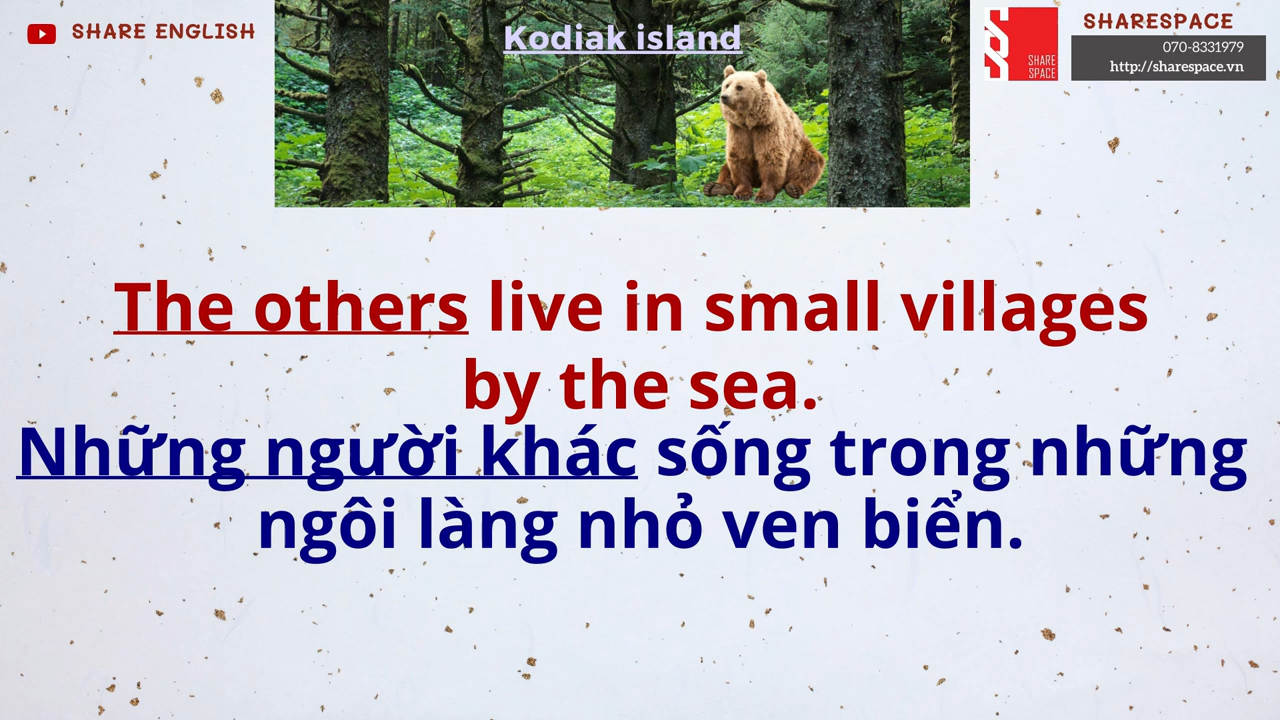 SHARE ENGLISH
Kodiak island
SHARE
SPACE
SHARESPACE
070-8331979
http://sharespace.vn
The others live in small villages
by the sea.
Những người khác sống trong những
ngôi làng nhỏ ven biển.